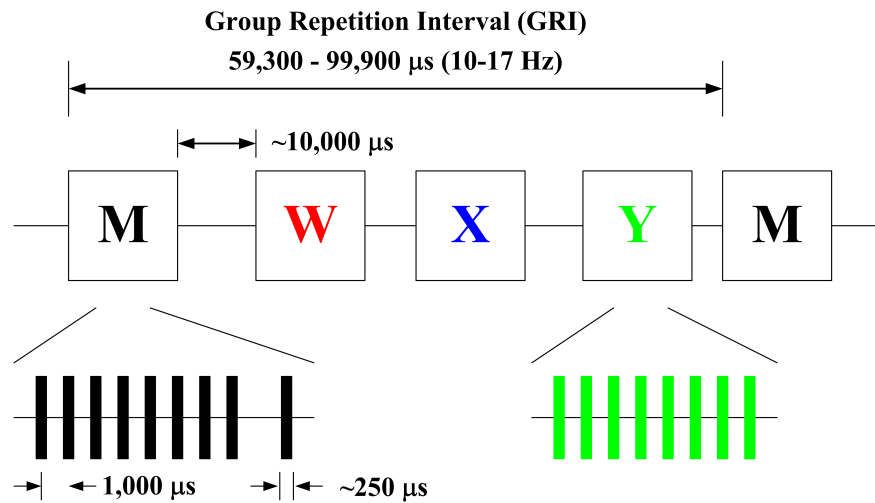 Group Repetition Interval (GRI)
59,300 - 99,900 μs (10-17 Hz)
~10,000 μs
M W X Y M
1,000 μs ~250 μs